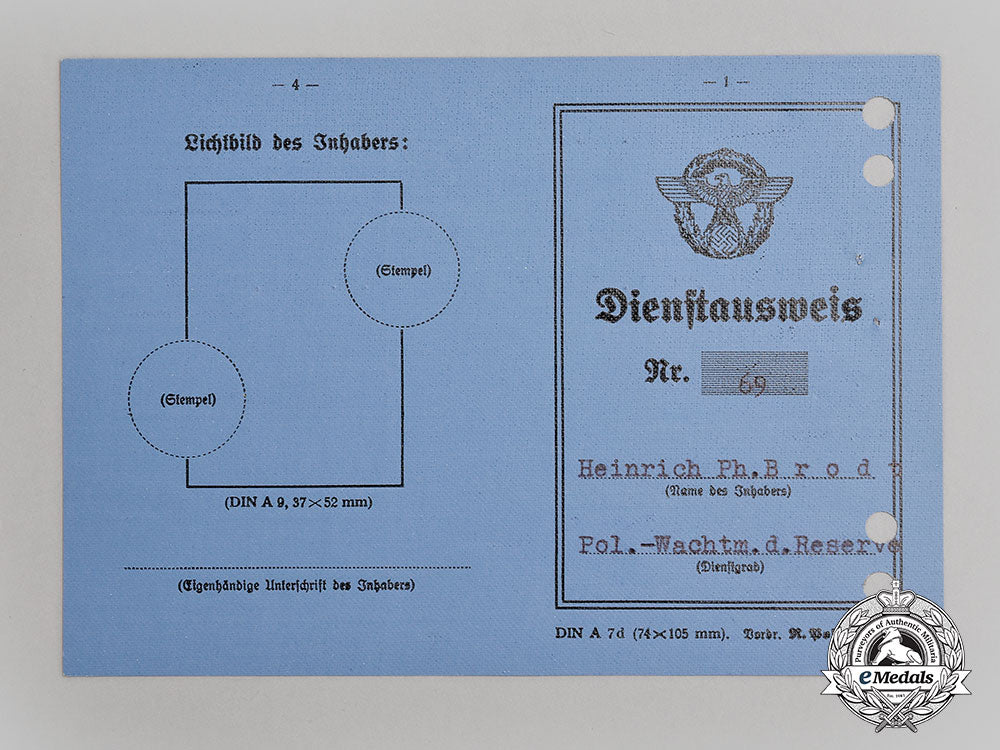 — 4 —
Lichtbild des Inhabers:
(Stempel)
(Stempel)
(DIN A 9, 37×52 mm)
(Eigenhändige Unterschrift des Inhabers)
— 1 —
Dienstausweis
Nr. 69
Heinrich Ph. B r o d t
(Name des Inhabers)
Pol.-Wachtm.d.Reserve
(Dienstgrad)
DIN A 7d (74×105 mm). Vordr. R.
Purveyors of Authentic Militaria
eMedals